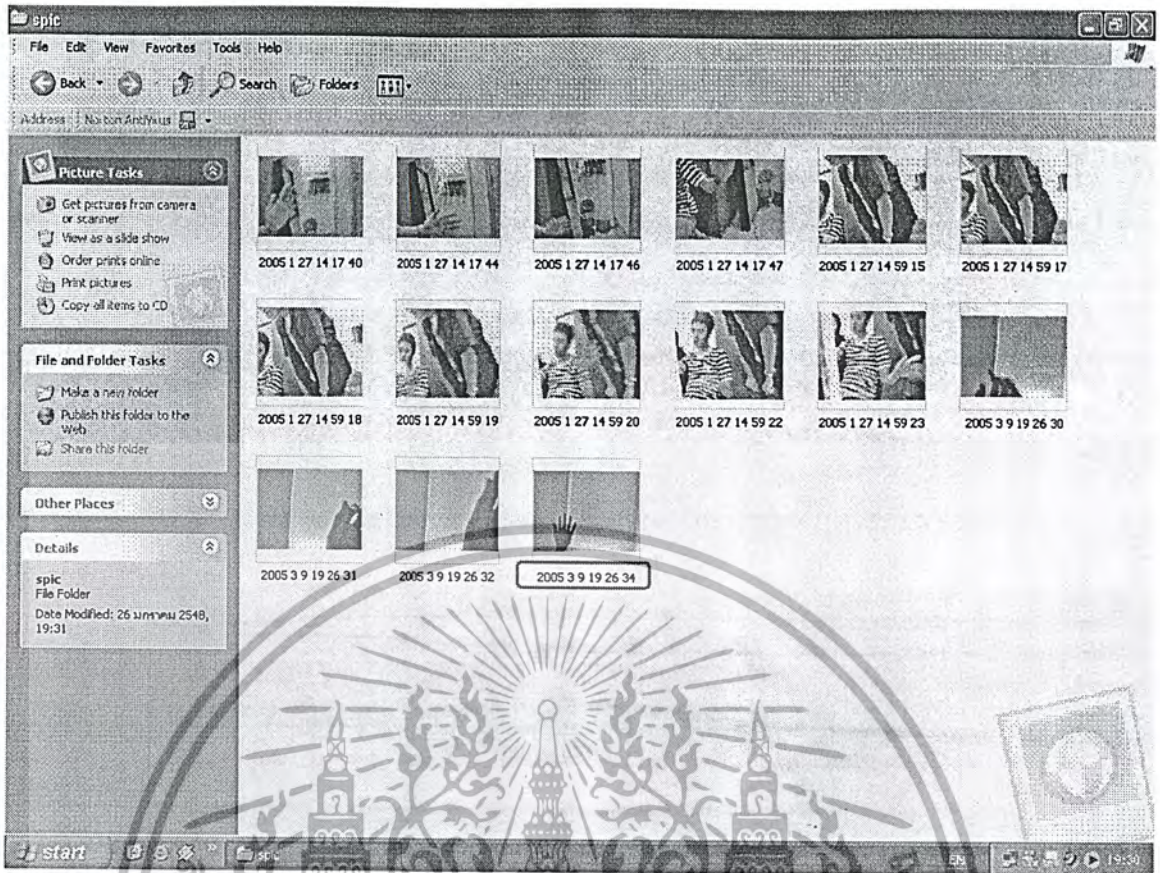 spic
File Edit View Favorites Tools Help
Back Search Folders
Address Norton AntiVirus
Picture Tasks
Get pictures from camera
or scanner
View as a slide show
Order prints online
Print pictures
Copy all items to CD
File and Folder Tasks
Make a new folder
Publish this folder to the
Web
Share this folder
Other Places
Details
spic
File Folder
Date Modified: 26 มกราคม 2548,
19:31
2005 1 27 14 17 40 2005 1 27 14 17 44 2005 1 27 14 17 46 2005 1 27 14 17 47 2005 1 27 14 59 15 2005 1 27 14 59 17
2005 1 27 14 59 18 2005 1 27 14 59 19 2005 1 27 14 59 20 2005 1 27 14 59 22 2005 1 27 14 59 23 2005 3 9 19 26 30
2005 3 9 19 26 31 2005 3 9 19 26 32 2005 3 9 19 26 34
start spic EN 19:30